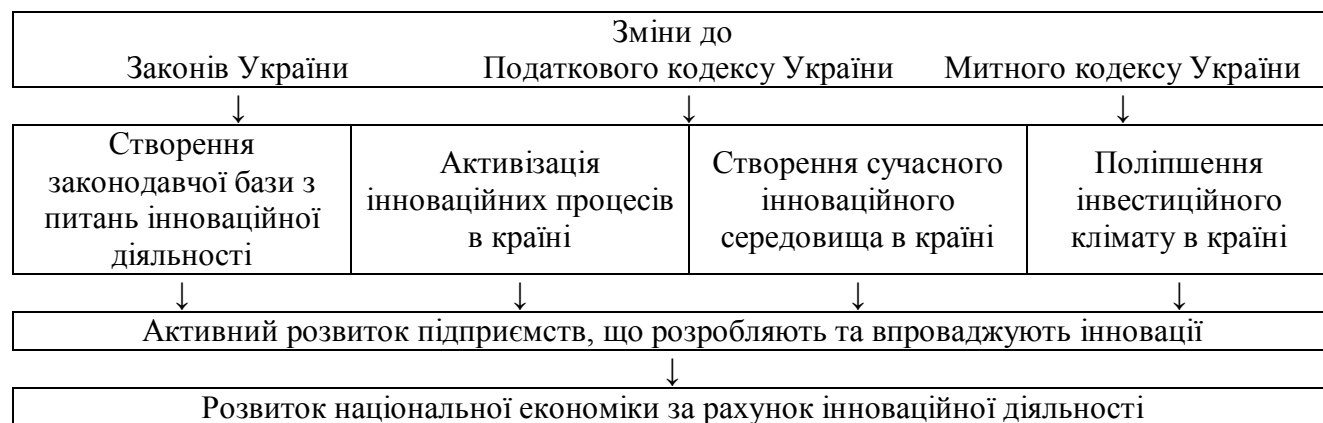 Зміни до
Законів України Податкового кодексу України Митного кодексу України
↓ ↓ ↓
Створення
законодавчої бази з
питань інноваційної
діяльності
Активізація
інноваційних процесів
в країні
Створення сучасного
інноваційного
середовища в країні
Поліпшення
інвестиційного
клімату в країні
↓ ↓ ↓ ↓
Активний розвиток підприємств, що розробляють та впроваджують інновації
↓
Розвиток національної економіки за рахунок інноваційної діяльності